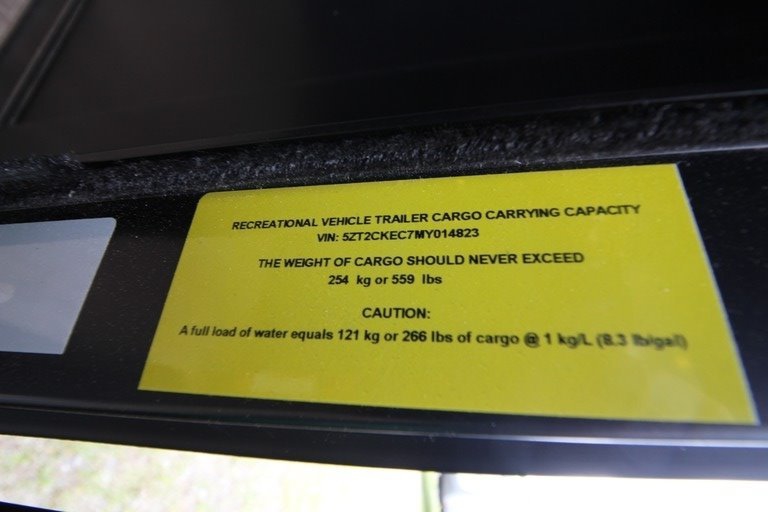 RECREATIONAL VEHICLE TRAILER CARGO CARRYING CAPACITY
VIN: 5ZT2CKEC7MY014823
THE WEIGHT OF CARGO SHOULD NEVER EXCEED
254 kg or 559 lbs
CAUTION:
A full load of water equals 121 kg or 266 lbs of cargo @ 1 kg/L (8.3 lb/gal)